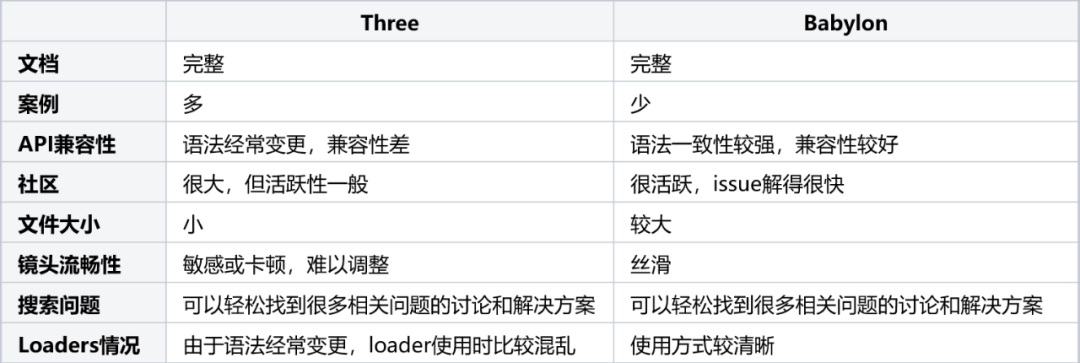 Three Babylon
文档 完整 完整
案例 多 少
API兼容性 语法经常变更，兼容性差 语法一致性较强，兼容性较好
社区 很大，但活跃性一般 很活跃，issue解得很快
文件大小 小 较大
镜头流畅性 敏感或卡顿，难以调整 丝滑
搜索问题 可以轻松找到很多相关问题的讨论和解决方案 可以轻松找到很多相关问题的讨论和解决方案
Loaders情况 由于语法经常变更，loader使用时比较混乱 使用方式较清晰